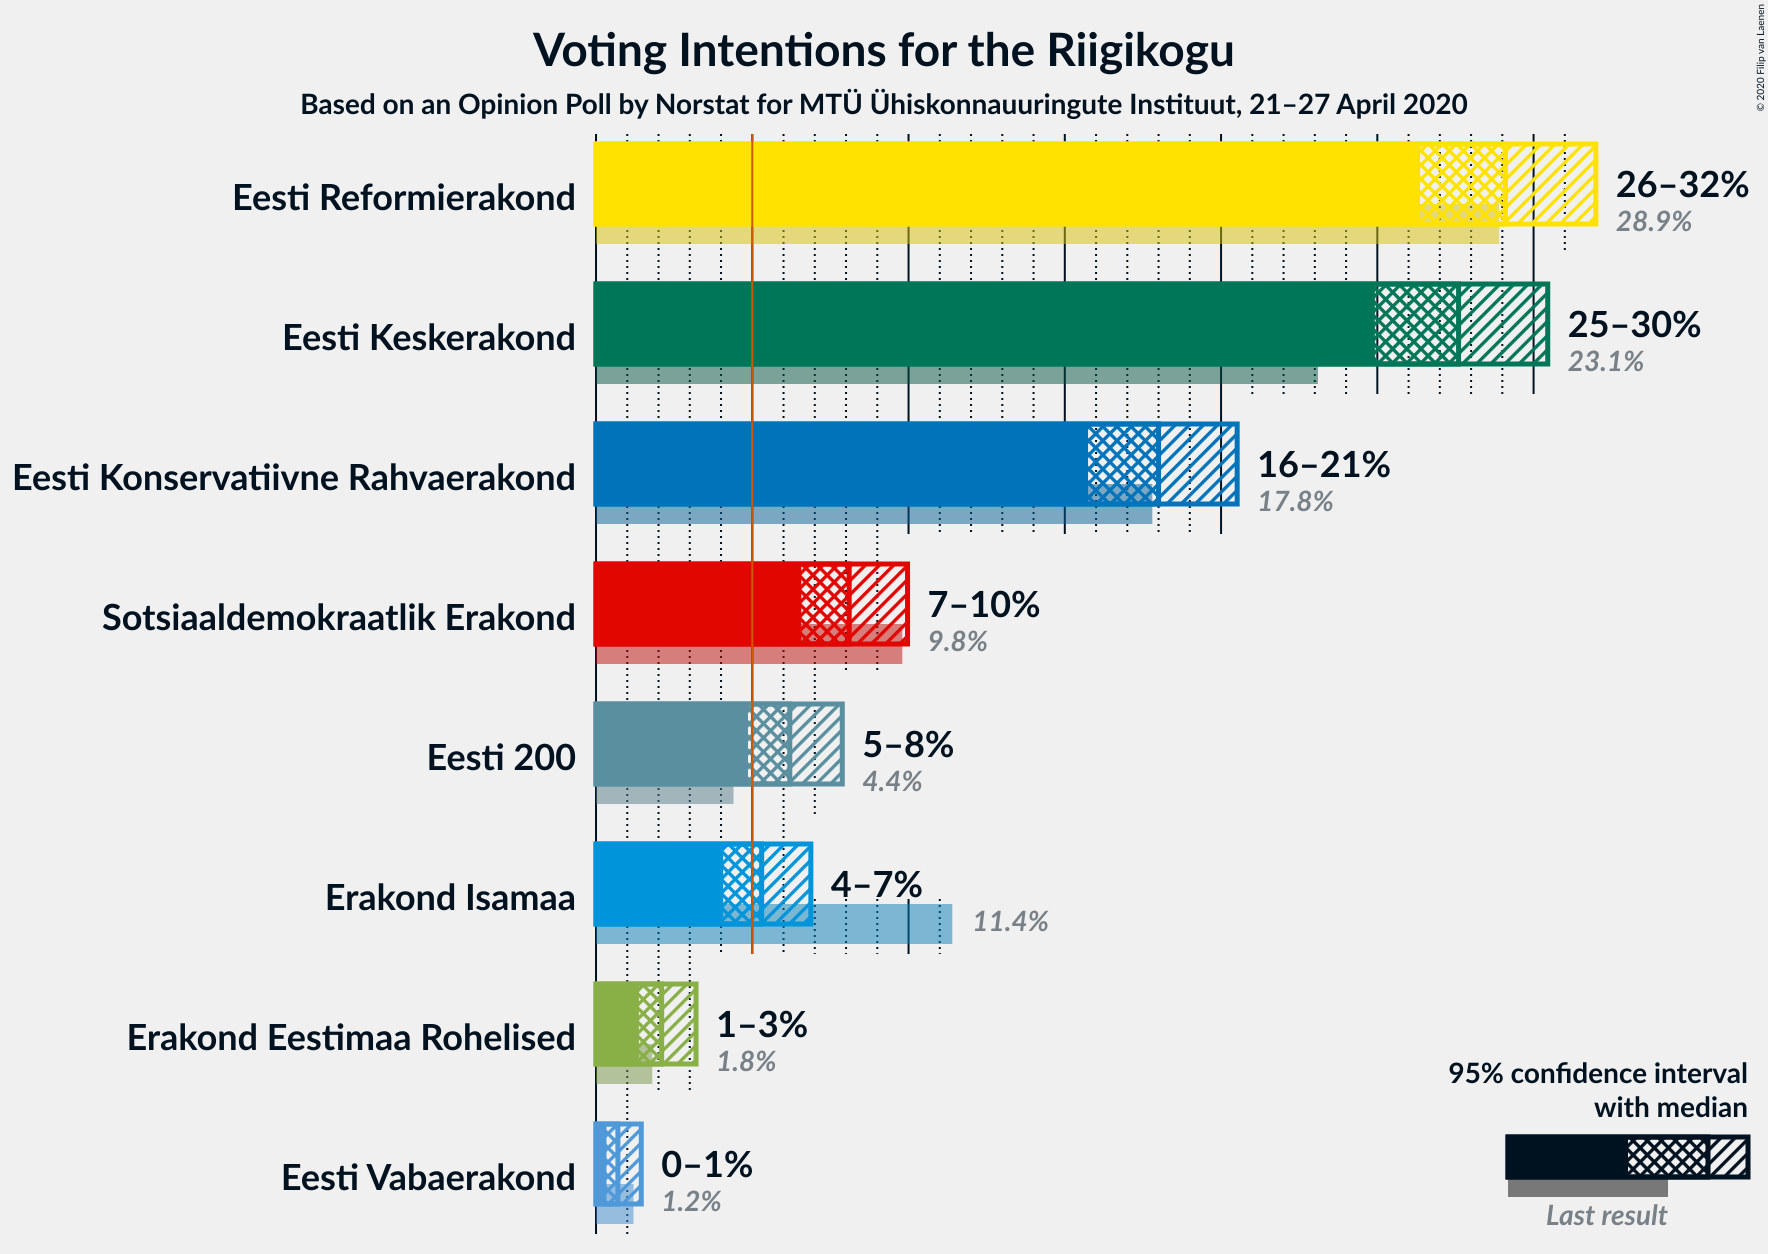 Voting Intentions for the Riigikogu
Based on an Opinion Poll by Norstat for MTÜ Ühiskonnauuringute Instituut, 21–27 April 2020
© 2020 Filip van Laenen
Eesti Reformierakond
26–32%
28.9%
Eesti Keskerakond
25–30%
23.1%
Eesti Konservatiivne Rahvaerakond
16–21%
17.8%
Sotsiaaldemokraatlik Erakond
7–10%
9.8%
Eesti 200
5–8%
4.4%
Erakond Isamaa
4–7%
11.4%
Erakond Eestimaa Rohelised
1–3%
1.8%
Eesti Vabaerakond
0–1%
1.2%
95% confidence interval
with median
Last result